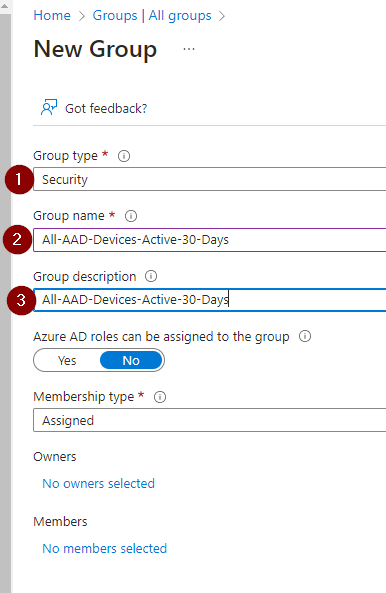 Home > Groups | All groups >
New Group ...
Got feedback?
Group type *
1 Security
Group name *
2 All-AAD-Devices-Active-30-Days
Group description
3 All-AAD-Devices-Active-30-Days
Azure AD roles can be assigned to the group
Yes No
Membership type *
Assigned
Owners
No owners selected
Members
No members selected